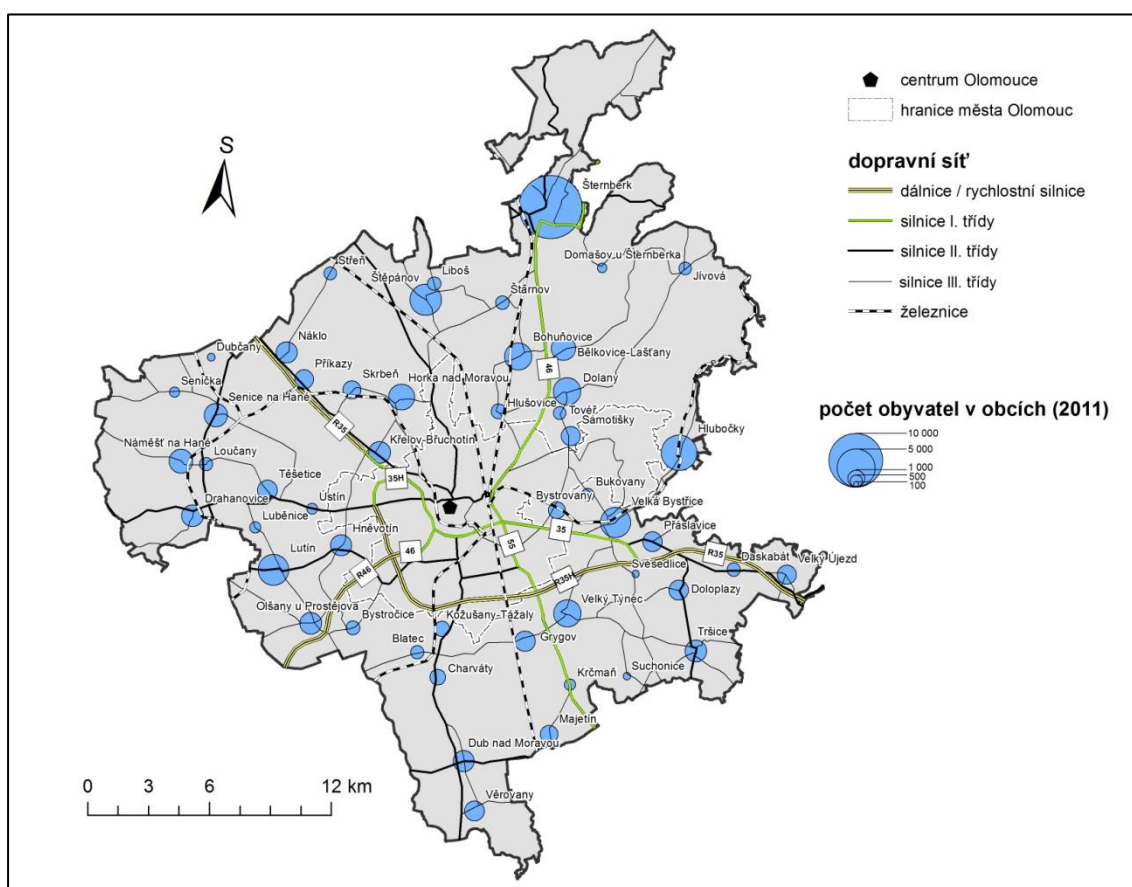 S
centrum Olomouce
hranice města Olomouc
dopravní síť
dálnice / rychlostní silnice
silnice I. třídy
silnice II. třídy
silnice III. třídy
železnice
počet obyvatel v obcích (2011)
10 000
5 000
1 000
500
100
Šternberk
Domašov u Šternberka
Jívová
Střeň
Liboš
Štěpánov
Štarnov
Bohuňovice
Bělkovice-Lašťany
46
Náklo
Dubčany
Příkazy
Skrbeň
Horka nad Moravou
Dolany
Senička
Senice na Hané
Hlušovice
Tověř
Samotišky
R35
Křelov-Břuchotín
Hlubočky
Náměšť na Hané
Loučany
Těšetice
35H
Bukovany
Drahanovice
Ústín
Bystrovany
Velká Bystřice
Luběnice
Hněvotín
35
Přáslavice
55
46
R35
Lutín
R46
Daskabát
Velký Újezd
Svésedlice
R35H
Doloplazy
Olšany u Prostějova
Bystročice
Kožušany-Tážaly
Velký Týnec
Blatec
Grygov
Tršice
Charváty
Krčmaň
Suchonice
Majetín
Dub nad Moravou
Věrovany
0 3 6 12 km